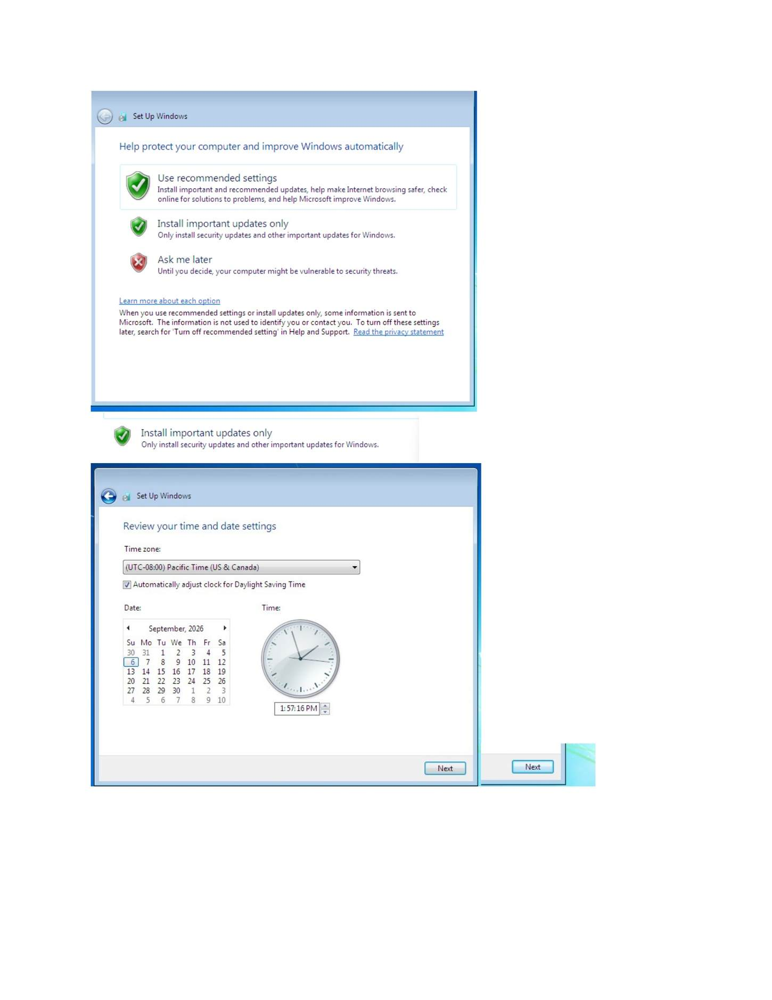 Set Up Windows
Help protect your computer and improve Windows automatically
Use recommended settings
Install important and recommended updates, help make Internet browsing safer, check
online for solutions to problems, and help Microsoft improve Windows.
Install important updates only
Only install security updates and other important updates for Windows.
Ask me later
Until you decide, your computer might be vulnerable to security threats.
Learn more about each option
When you use recommended settings or install updates only, some information is sent to
Microsoft.  The information is not used to identify you or contact you.  To turn off these settings
later, search for 'Turn off recommended setting' in Help and Support.  Read the privacy statement
Install important updates only
Only install security updates and other important updates for Windows.
Set Up Windows
Review your time and date settings
Time zone:
(UTC-08:00) Pacific Time (US & Canada)
Automatically adjust clock for Daylight Saving Time
Date:
Time:
September, 2026
Su Mo Tu We Th Fr Sa
30 31 1 2 3 4 5
6 7 8 9 10 11 12
13 14 15 16 17 18 19
20 21 22 23 24 25 26
27 28 29 30 1 2 3
4 5 6 7 8 9 10
1:57:16 PM
Next
Next